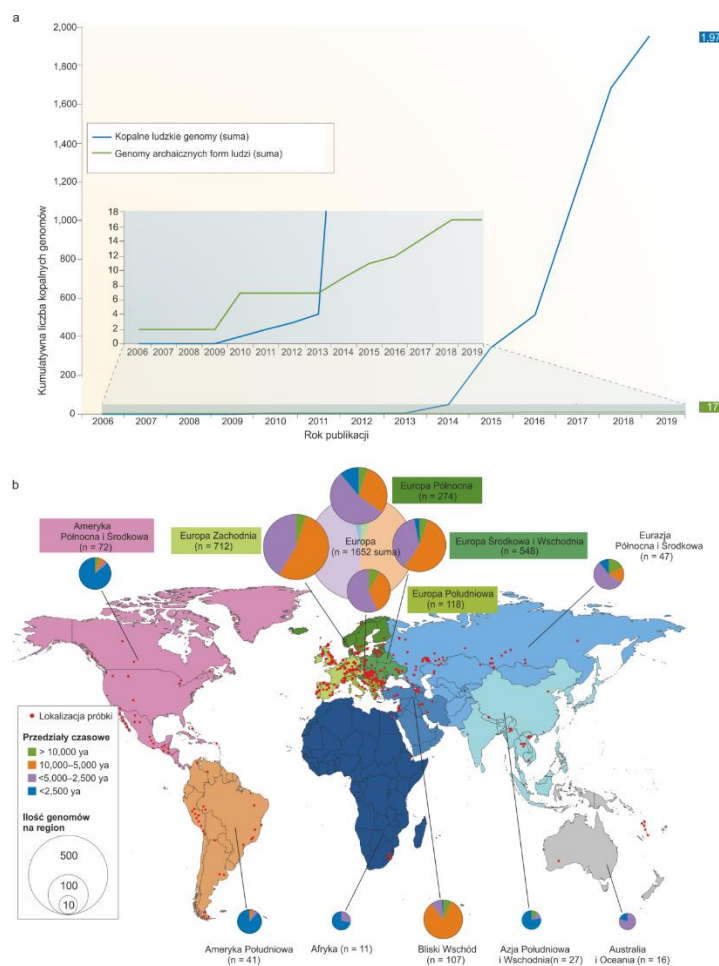 a
2,000
1,800
1,600
1,400
1,200
1,000
800
600
400
200
0
Kumulatywna liczba kopalnych genomów
Kopalne ludzkie genomy (suma)
Genomy archaicznych form ludzi (suma)
18
16
14
12
10
8
6
4
2
0
2006 2007 2008 2009 2010 2011 2012 2013 2014 2015 2016 2017 2018 2019
2006 2007 2008 2009 2010 2011 2012 2013 2014 2015 2016 2017 2018 2019
Rok publikacji
1,97
17
b
Europa Północna
(n = 274)
Ameryka
Północna i Środkowa
(n = 72)
Europa Zachodnia
(n = 712)
Europa
(n = 1652 suma)
Europa Środkowa i Wschodnia
(n = 548)
Eurazja
Północna i Środkowa
(n = 47)
Europa Południowa
(n = 118)
Lokalizacja próbki
Przedziały czasowe
> 10,000 ya
10,000–5,000 ya
<5,000–2,500 ya
<2,500 ya
Ilość genomów
na region
500
100
10
Ameryka Południowa
(n = 41)
Afryka (n = 11)
Bliski Wschód
(n = 107)
Azja Południowa
i Wschodnia(n = 27)
Australia
i Oceania (n = 16)